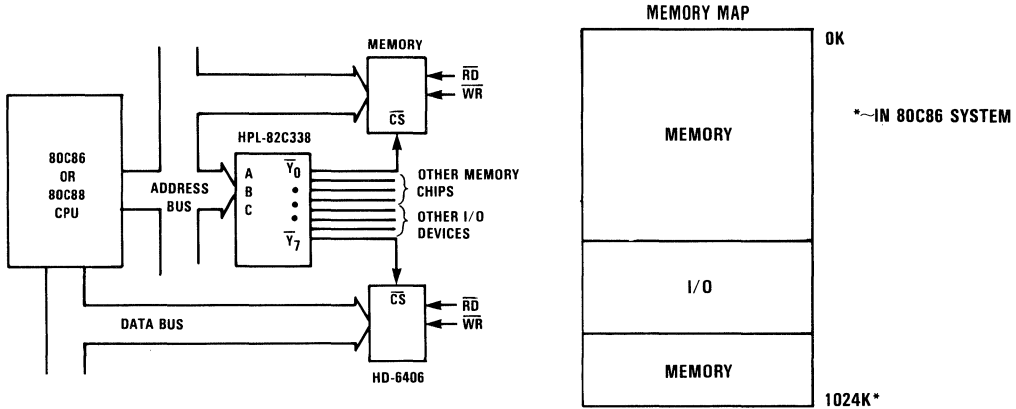 MEMORY
RD
WR
CS
HPL-82C338
80C86
OR
80C88
CPU
ADDRESS
BUS
A
B
C
Y0
Y7
OTHER MEMORY
CHIPS
OTHER I/O
DEVICES
CS
RD
WR
DATA BUS
HD-6406
MEMORY MAP
0K
MEMORY
*~IN 80C86 SYSTEM
I/O
MEMORY
1024K*